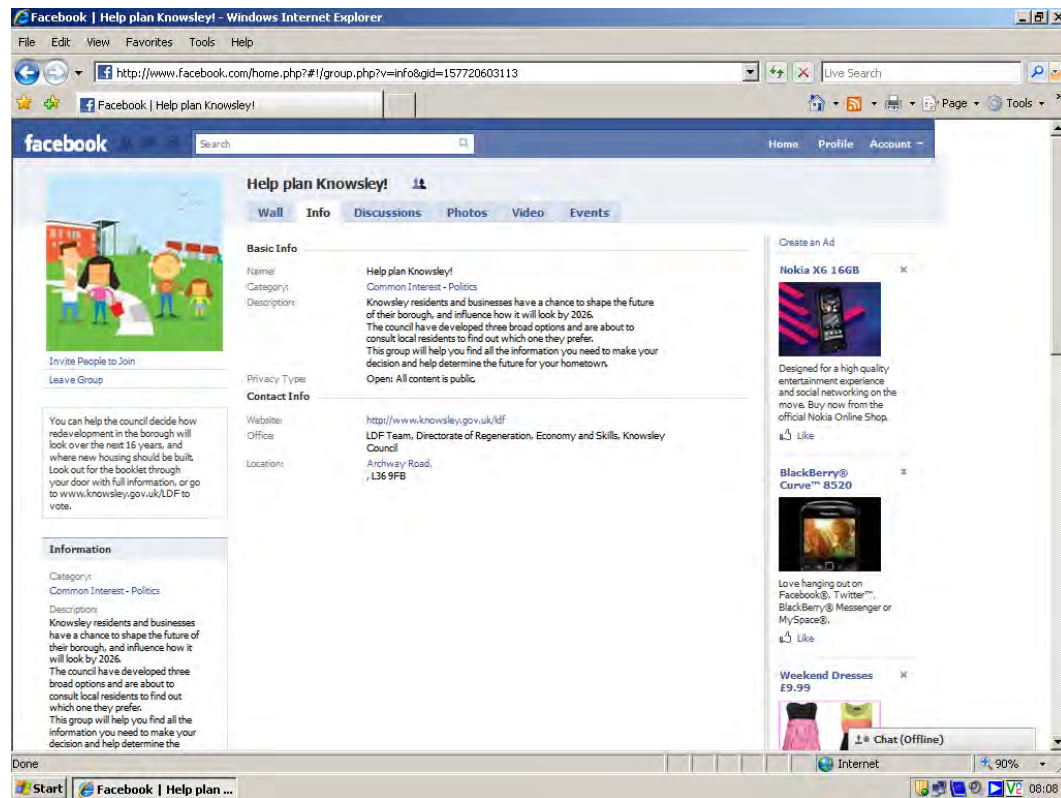 Facebook | Help plan Knowsley! - Windows Internet Explorer
File Edit View Favorites Tools Help
http://www.facebook.com/home.php?#!/group.php?v=info&gid=157720603113
Live Search
Facebook | Help plan Knowsley!
Page Tools
facebook
Search
Home Profile Account
Help plan Knowsley!
Wall Info Discussions Photos Video Events
Basic Info
Name: Help plan Knowsley!
Category: Common Interest - Politics
Description: Knowsley residents and businesses have a chance to shape the future
of their borough, and influence how it will look by 2026.
The council have developed three broad options and are about to
consult local residents to find out which one they prefer.
This group will help you find all the information you need to make your
decision and help determine the future for your hometown.
Privacy Type: Open: All content is public.
Contact Info
Website: http://www.knowsley.gov.uk/ldf
Office: LDF Team, Directorate of Regeneration, Economy and Skills, Knowsley
Council
Location: Archway Road,
, L36 9FB
Invite People to Join
Leave Group
You can help the council decide how
redevelopment in the borough will
look over the next 16 years, and
where new housing should be built.
Look out for the booklet through
your door with full information, or go
to www.knowsley.gov.uk/LDF to
vote.
Information
Category:
Common Interest - Politics
Description:
Knowsley residents and businesses
have a chance to shape the future of
their borough, and influence how it
will look by 2026.
The council have developed three
broad options and are about to
consult local residents to find out
which one they prefer.
This group will help you find all the
information you need to make your
decision and help determine the
Create an Ad
Nokia X6 16GB
Designed for a high quality
entertainment experience
and social networking on the
move. Buy now from the
official Nokia Online Shop.
Like
BlackBerry®
Curve™ 8520
Love hanging out on
Facebook®, Twitter™,
BlackBerry® Messenger or
MySpace®.
Like
Weekend Dresses
£9.99
Chat (Offline)
Done
Internet
90%
Start
Facebook | Help plan ...
08:08